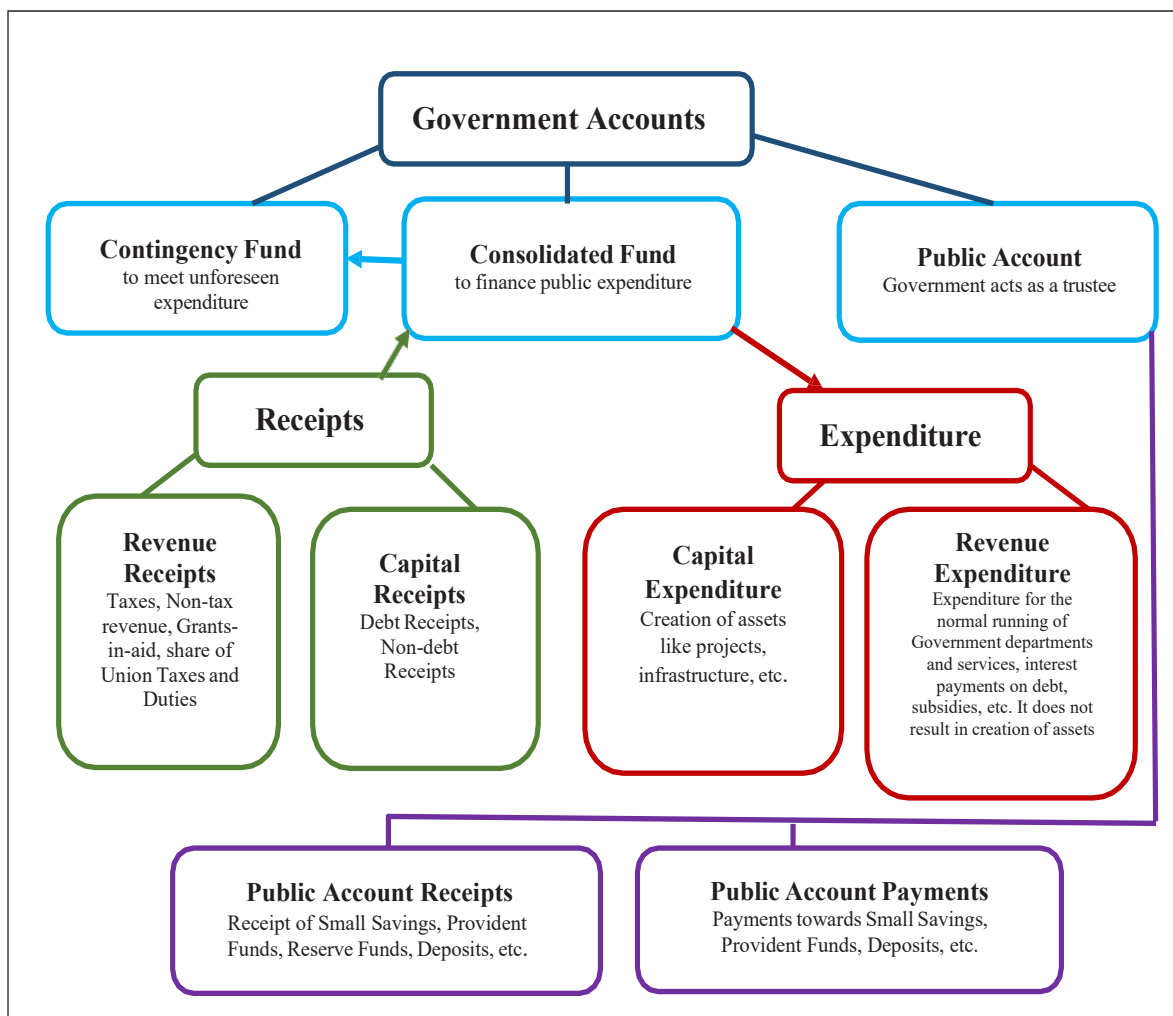 Government Accounts
Contingency Fund
to meet unforeseen
expenditure
Consolidated Fund
to finance public expenditure
Public Account
Government acts as a trustee
Receipts
Expenditure
Revenue
Receipts
Taxes, Non-tax
revenue, Grants-
in-aid, share of
Union Taxes and
Duties
Capital
Receipts
Debt Receipts,
Non-debt
Receipts
Capital
Expenditure
Creation of assets
like projects,
infrastructure, etc.
Revenue
Expenditure
Expenditure for the
normal running of
Government departments
and services, interest
payments on debt,
subsidies, etc. It does not
result in creation of assets
Public Account Receipts
Receipt of Small Savings, Provident
Funds, Reserve Funds, Deposits, etc.
Public Account Payments
Payments towards Small Savings,
Provident Funds, Deposits, etc.